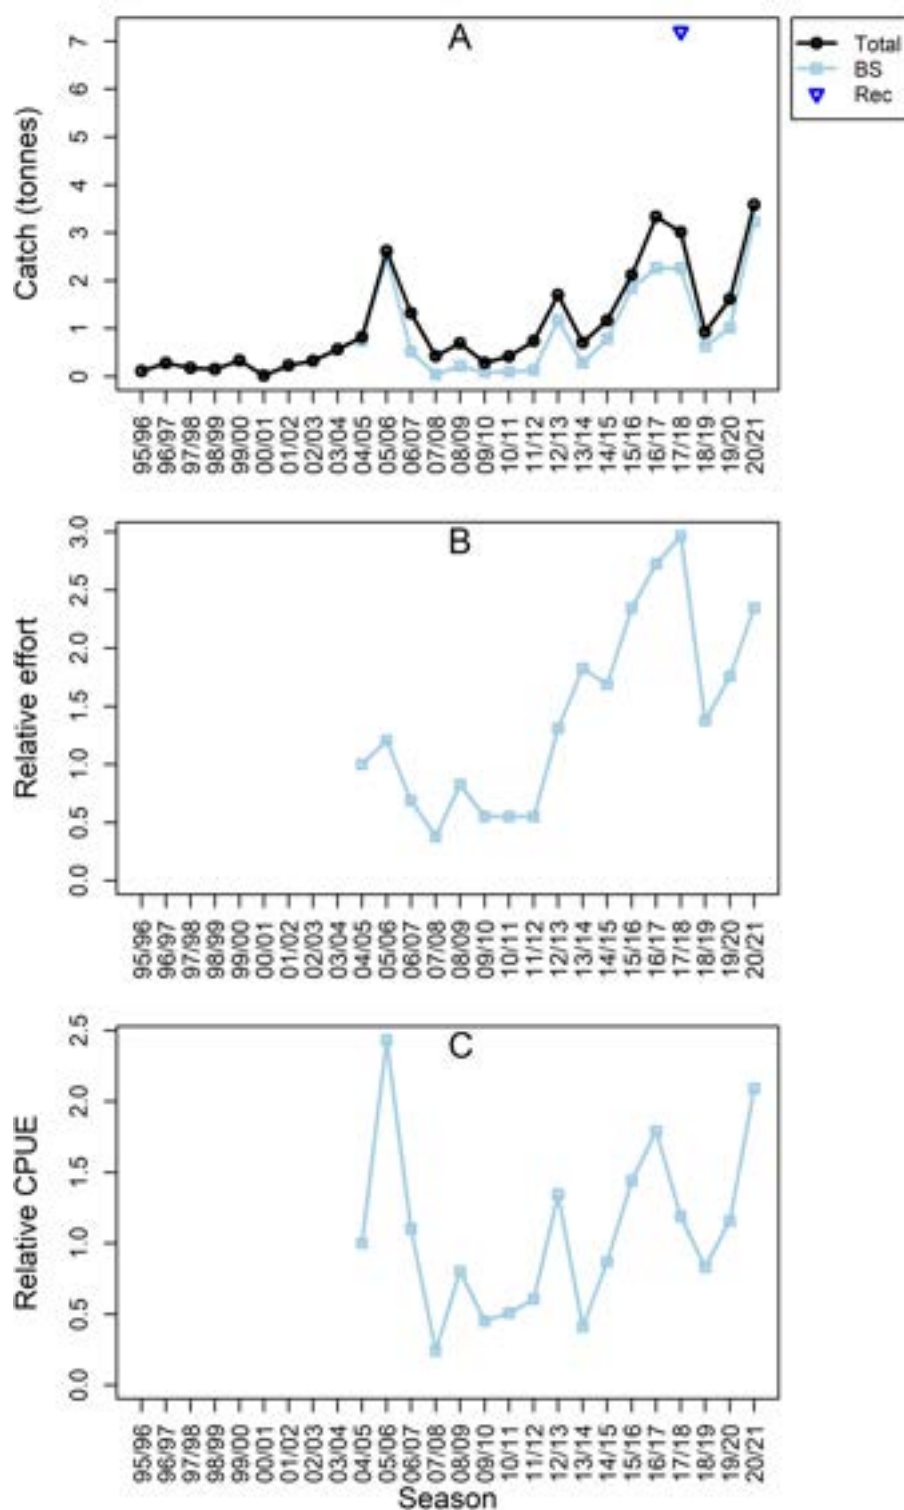 A
Total
BS
Rec
Catch (tonnes)
7
6
5
4
3
2
1
0
95/96 96/97 97/98 98/99 99/00 00/01 01/02 02/03 03/04 04/05 05/06 06/07 07/08 08/09 09/10 10/11 11/12 12/13 13/14 14/15 15/16 16/17 17/18 18/19 19/20 20/21
B
Relative effort
3.0
2.5
2.0
1.5
1.0
0.5
0.0
95/96 96/97 97/98 98/99 99/00 00/01 01/02 02/03 03/04 04/05 05/06 06/07 07/08 08/09 09/10 10/11 11/12 12/13 13/14 14/15 15/16 16/17 17/18 18/19 19/20 20/21
C
Relative CPUE
2.5
2.0
1.5
1.0
0.5
0.0
95/96 96/97 97/98 98/99 99/00 00/01 01/02 02/03 03/04 04/05 05/06 06/07 07/08 08/09 09/10 10/11 11/12 12/13 13/14 14/15 15/16 16/17 17/18 18/19 19/20 20/21
Season